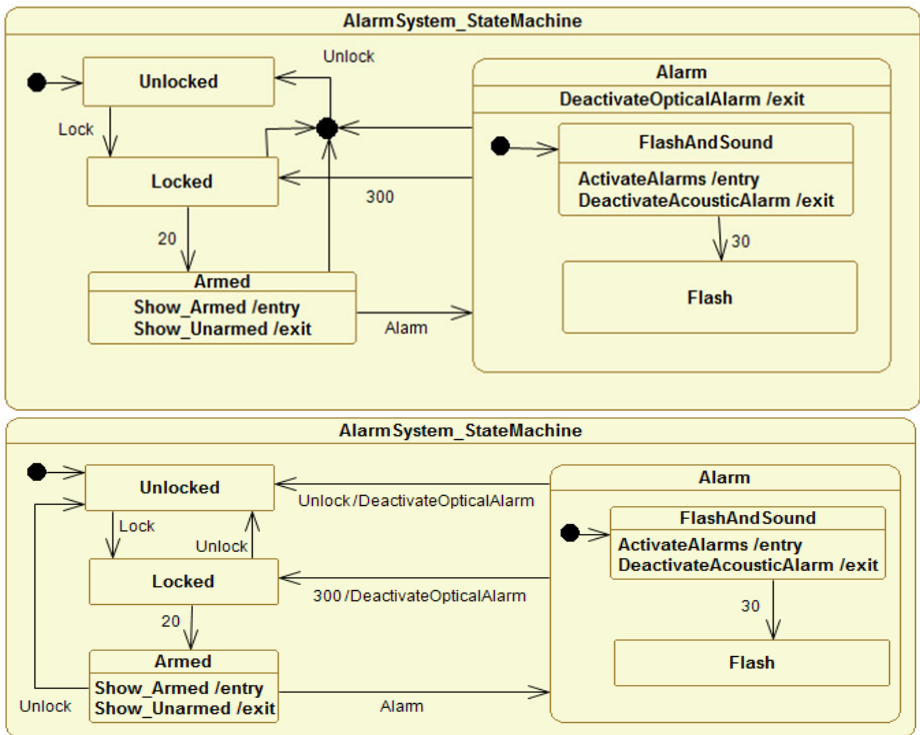 AlarmSystem_StateMachine
Unlock
Unlocked
Alarm
DeactivateOpticalAlarm /exit
Lock
FlashAndSound
Locked
ActivateAlarms /entry
DeactivateAcousticAlarm /exit
300
20
30
Armed
Show_Armed /entry
Show_Unarmed /exit
Alarm
Flash
AlarmSystem_StateMachine
Unlocked
Alarm
Unlock/DeactivateOpticalAlarm
FlashAndSound
Lock
Unlock
ActivateAlarms /entry
DeactivateAcousticAlarm /exit
Locked
300/DeactivateOpticalAlarm
20
30
Armed
Flash
Show_Armed /entry
Show_Unarmed /exit
Unlock
Alarm